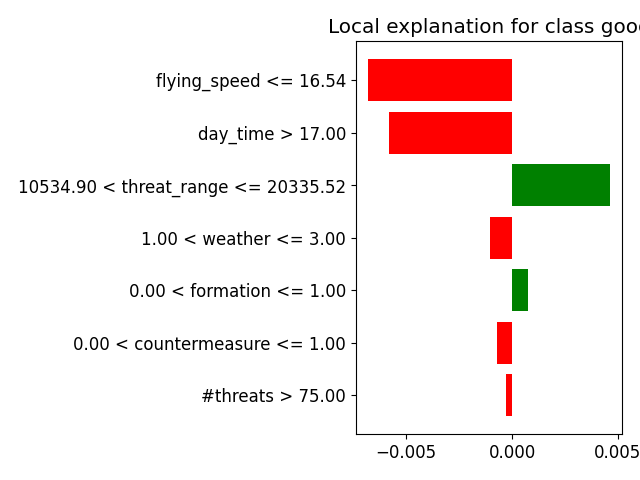 Local explanation for class goo
flying_speed <= 16.54
day_time > 17.00
10534.90 < threat_range <= 20335.52
1.00 < weather <= 3.00
0.00 < formation <= 1.00
0.00 < countermeasure <= 1.00
#threats > 75.00
−0.005 0.000 0.005